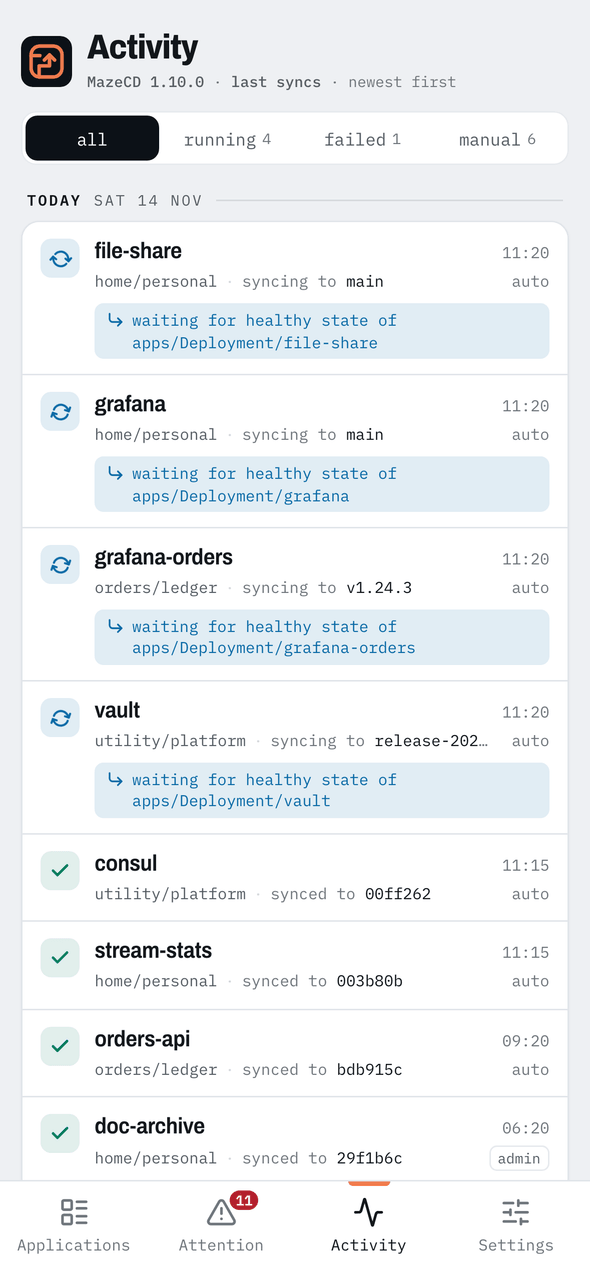 Activity
MazeCD 1.10.0 · last syncs · newest first
all running 4 failed 1 manual 6
TODAY SAT 14 NOV
file-share 11:20
home/personal · syncing to main auto
↳ waiting for healthy state of
apps/Deployment/file-share
grafana 11:20
home/personal · syncing to main auto
↳ waiting for healthy state of
apps/Deployment/grafana
grafana-orders 11:20
orders/ledger · syncing to v1.24.3 auto
↳ waiting for healthy state of
apps/Deployment/grafana-orders
vault 11:20
utility/platform · syncing to release-202… auto
↳ waiting for healthy state of
apps/Deployment/vault
consul 11:15
utility/platform · synced to 00ff262 auto
stream-stats 11:15
home/personal · synced to 003b80b auto
orders-api 09:20
orders/ledger · synced to bdb915c auto
doc-archive 06:20
home/personal · synced to 29f1b6c admin
11
Applications Attention Activity Settings